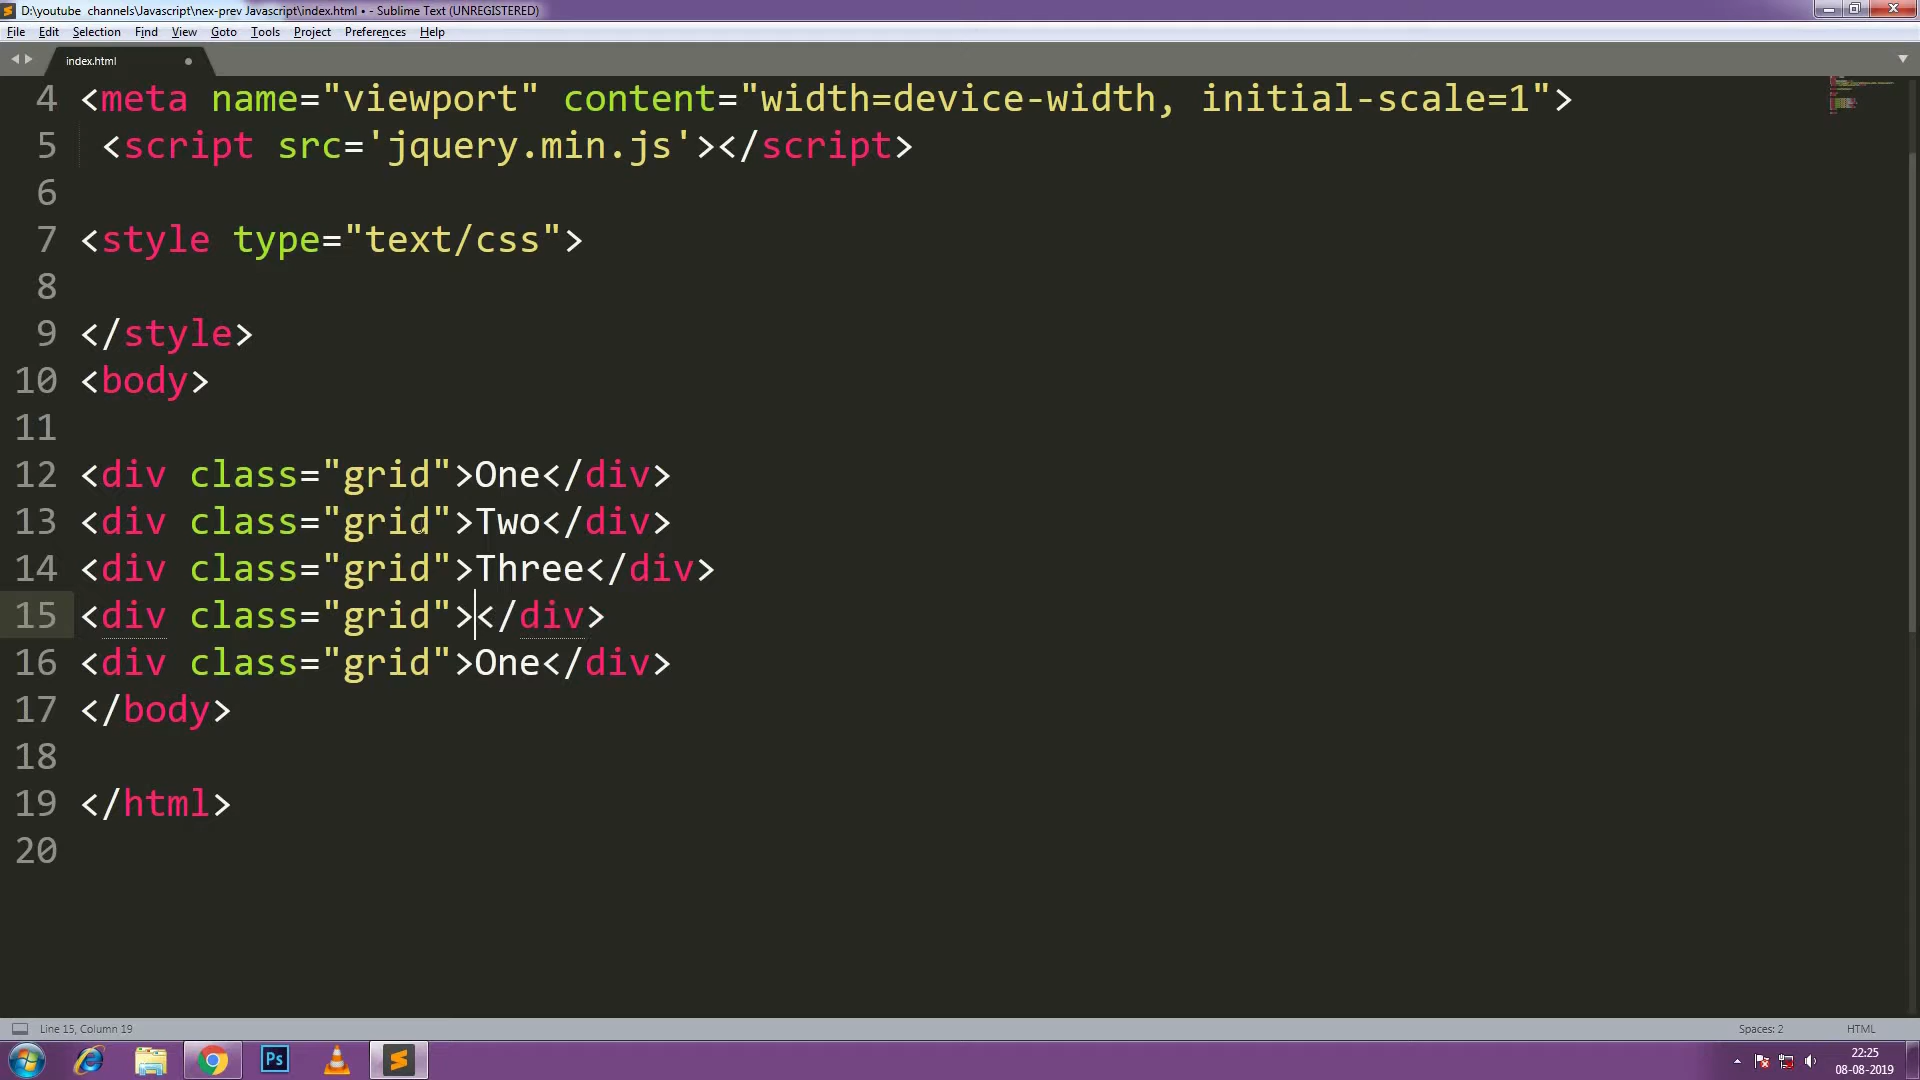 D:\youtube  channels\Javascript\nex-prev Javascript\index.html • - Sublime Text (UNREGISTERED)
File Edit Selection Find View Goto Tools Project Preferences Help
index.html
4 <meta name="viewport" content="width=device-width, initial-scale=1">
5  <script src='jquery.min.js'></script>
6
7 <style type="text/css">
8
9 </style>
10 <body>
11
12 <div class="grid">One</div>
13 <div class="grid">Two</div>
14 <div class="grid">Three</div>
15 <div class="grid"></div>
16 <div class="grid">One</div>
17 </body>
18
19 </html>
20
Line 15, Column 19 Spaces: 2 HTML
Ps
22:25
08-08-2019